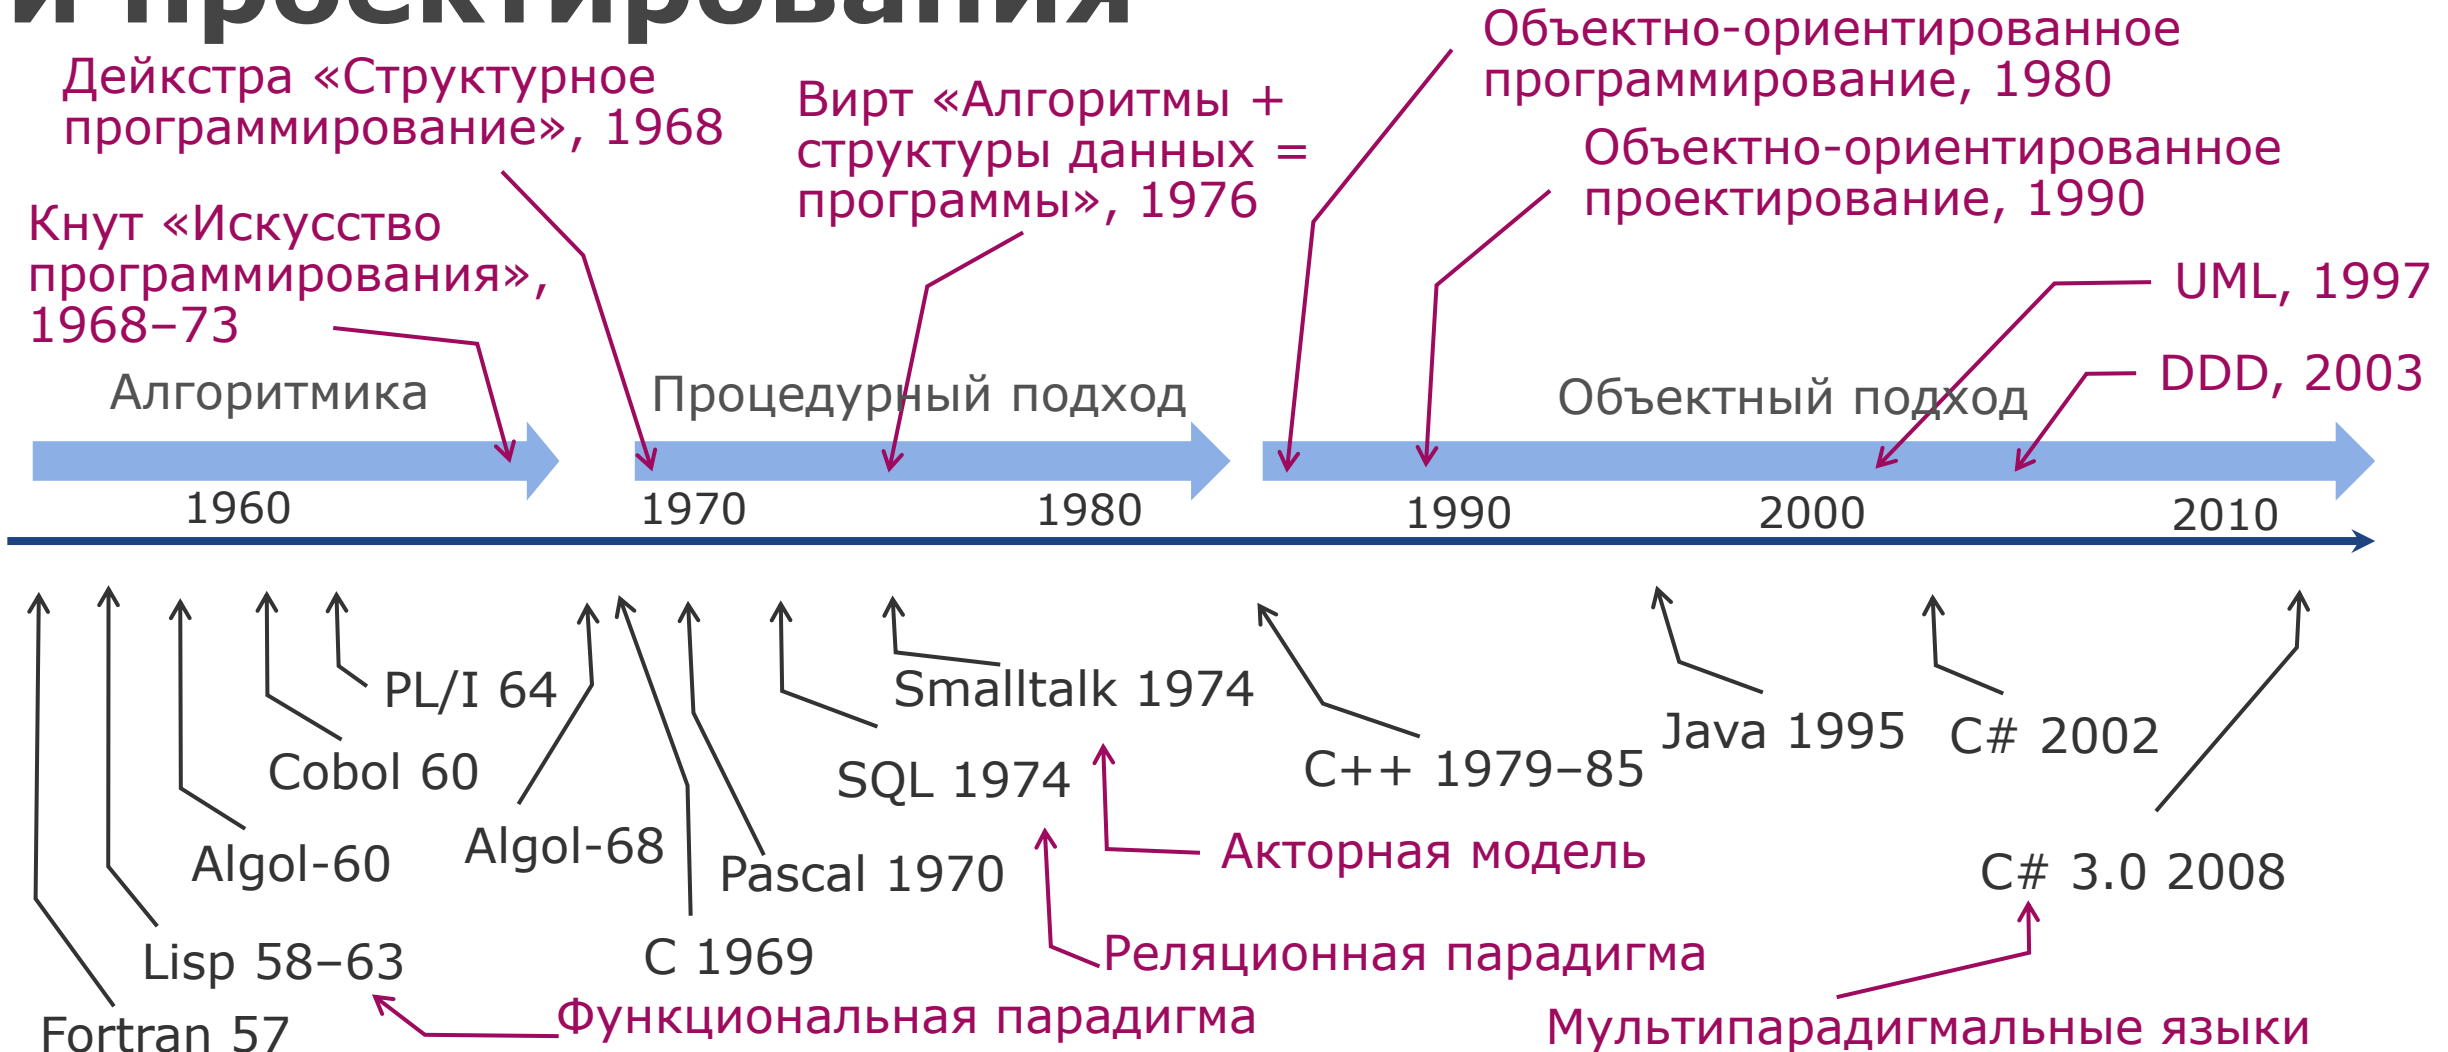 и проектирования
Дейкстра «Структурное
программирование», 1968
Кнут «Искусство
программирования»,
1968–73
Вирт «Алгоритмы +
структуры данных =
программы», 1976
Объектно-ориентированное
программирование, 1980
Объектно-ориентированное
проектирование, 1990
UML, 1997
DDD, 2003
Алгоритмика
Процедурный подход
Объектный подход
1960
1970
1980
1990
2000
2010
PL/I 64
Cobol 60
Algol-60
Lisp 58–63
Fortran 57
Algol-68
C 1969
Pascal 1970
SQL 1974
Smalltalk 1974
C++ 1979–85
Java 1995
C# 2002
C# 3.0 2008
Акторная модель
Реляционная парадигма
Функциональная парадигма
Мультипарадигмальные языки